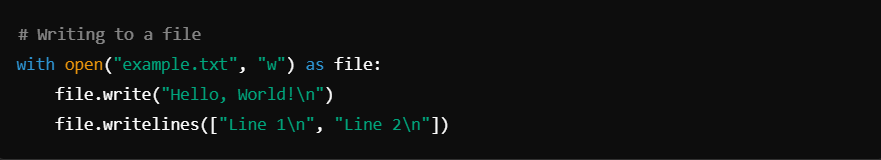 # Writing to a file
with open("example.txt", "w") as file:
    file.write("Hello, World!\n")
    file.writelines(["Line 1\n", "Line 2\n"])